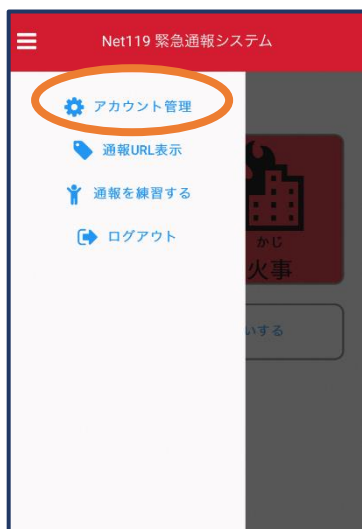 Net119 緊急通報システム
アカウント管理
通報URL表示
通報を練習する
ログアウト
かじ
火事
いする